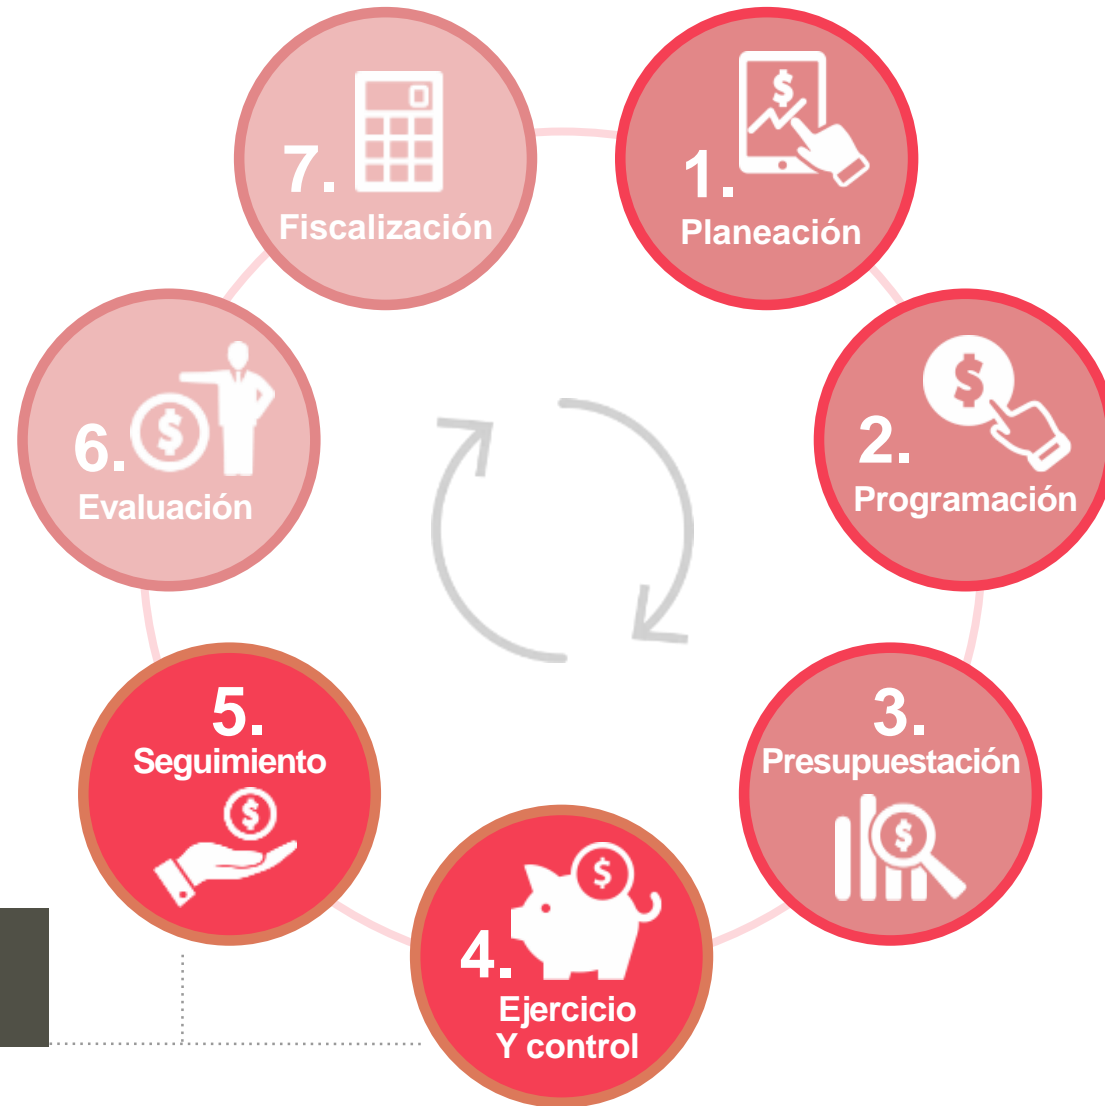 1.
Planeación
2.
Programación
3.
Presupuestación
4.
Ejercicio
Y control
5.
Seguimiento
6.
Evaluación
7.
Fiscalización